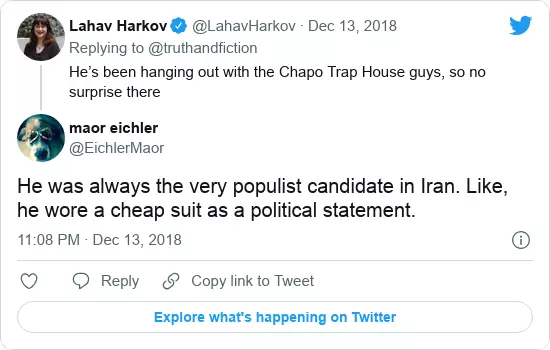 Lahav Harkov @LahavHarkov · Dec 13, 2018
Replying to @truthandfiction
He’s been hanging out with the Chapo Trap House guys, so no
surprise there
maor eichler
@EichlerMaor
He was always the very populist candidate in Iran. Like,
he wore a cheap suit as a political statement.
11:08 PM · Dec 13, 2018
Reply Copy link to Tweet
Explore what's happening on Twitter